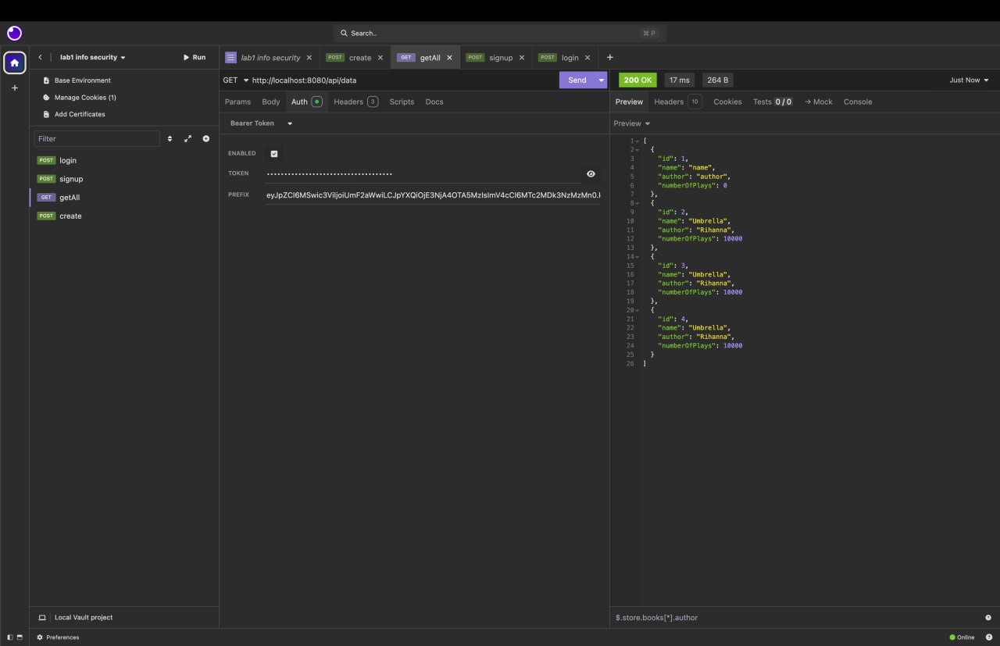 Search..
⌘ P
lab1 info security
Run
lab1 info security
POST create
GET getAll
POST signup
POST login
Base Environment
Manage Cookies (1)
Add Certificates
Filter
POST login
POST signup
GET getAll
POST create
GET http://localhost:8080/api/data
Send
Params Body Auth Headers 3 Scripts Docs
Bearer Token
ENABLED
TOKEN ••••••••••••••••••••••••••••••••••••
PREFIX
200 OK 17 ms 264 B Just Now
Preview Headers 10 Cookies Tests 0 / 0 → Mock Console
Preview
1 [
2 {
3 "id": 1,
4 "name": "name",
5 "author": "author",
6 "numberOfPlays": 0
7 },
8 {
9 "id": 2,
10 "name": "Umbrella",
11 "author": "Rihanna",
12 "numberOfPlays": 10000
13 },
14 {
15 "id": 3,
16 "name": "Umbrella",
17 "author": "Rihanna",
18 "numberOfPlays": 10000
19 },
20 {
21 "id": 4,
22 "name": "Umbrella",
23 "author": "Rihanna",
24 "numberOfPlays": 10000
25 }
26 ]
Local Vault project
$.store.books[*].author
Preferences
Online